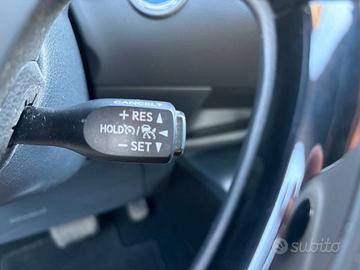 CANCEL
+ RES
HOLD /
- SET
subito